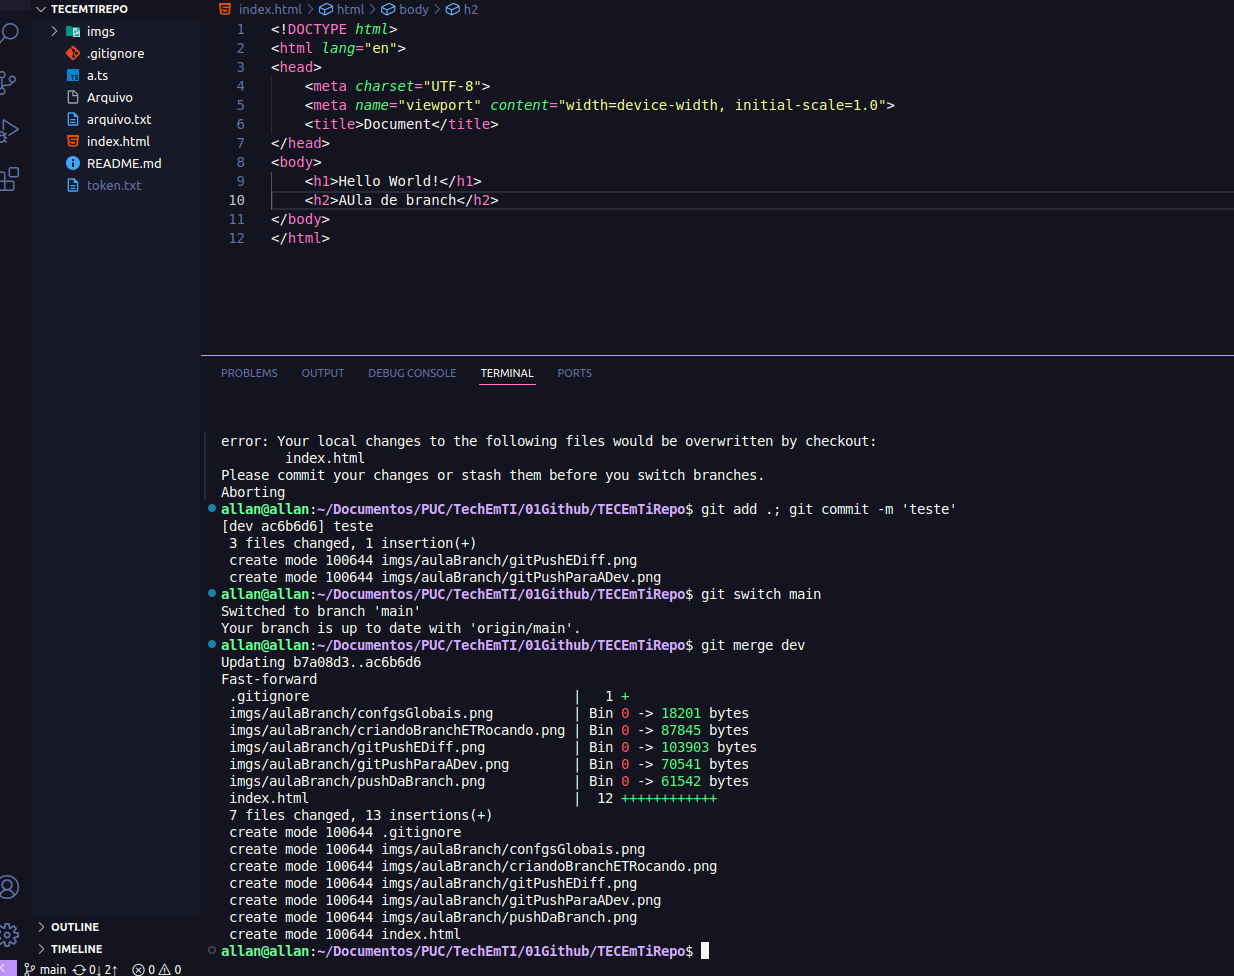 TECEMTIREPO
imgs
.gitignore
a.ts
Arquivo
arquivo.txt
index.html
README.md
token.txt
OUTLINE
TIMELINE
index.html > html > body > h2
1 <!DOCTYPE html>
2 <html lang="en">
3 <head>
4 <meta charset="UTF-8">
5 <meta name="viewport" content="width=device-width, initial-scale=1.0">
6 <title>Document</title>
7 </head>
8 <body>
9 <h1>Hello World!</h1>
10 <h2>AUla de branch</h2>
11 </body>
12 </html>
PROBLEMS OUTPUT DEBUG CONSOLE TERMINAL PORTS
error: Your local changes to the following files would be overwritten by checkout:
index.html
Please commit your changes or stash them before you switch branches.
Aborting
allan@allan:~/Documentos/PUC/TechEmTI/01Github/TECEmTiRepo$ git add .; git commit -m 'teste'
[dev ac6b6d6] teste
3 files changed, 1 insertion(+)
create mode 100644 imgs/aulaBranch/gitPushEDiff.png
create mode 100644 imgs/aulaBranch/gitPushParaADev.png
allan@allan:~/Documentos/PUC/TechEmTI/01Github/TECEmTiRepo$ git switch main
Switched to branch 'main'
Your branch is up to date with 'origin/main'.
allan@allan:~/Documentos/PUC/TechEmTI/01Github/TECEmTiRepo$ git merge dev
Updating b7a08d3..ac6b6d6
Fast-forward
.gitignore | 1 +
imgs/aulaBranch/confgsGlobais.png | Bin 0 -> 18201 bytes
imgs/aulaBranch/criandoBranchETRocando.png | Bin 0 -> 87845 bytes
imgs/aulaBranch/gitPushEDiff.png | Bin 0 -> 103903 bytes
imgs/aulaBranch/gitPushParaADev.png | Bin 0 -> 70541 bytes
imgs/aulaBranch/pushDaBranch.png | Bin 0 -> 61542 bytes
index.html | 12 ++++++++++++
7 files changed, 13 insertions(+)
create mode 100644 .gitignore
create mode 100644 imgs/aulaBranch/confgsGlobais.png
create mode 100644 imgs/aulaBranch/criandoBranchETRocando.png
create mode 100644 imgs/aulaBranch/gitPushEDiff.png
create mode 100644 imgs/aulaBranch/gitPushParaADev.png
create mode 100644 imgs/aulaBranch/pushDaBranch.png
create mode 100644 index.html
allan@allan:~/Documentos/PUC/TechEmTI/01Github/TECEmTiRepo$
main 0↓ 2↑ 0 0